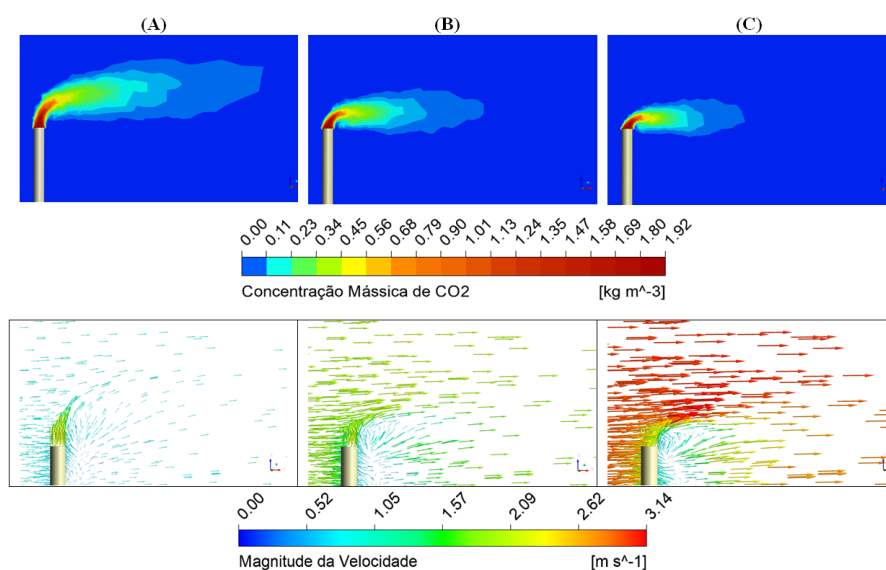 (A) (B) (C)
0.00 0.11 0.23 0.34 0.45 0.56 0.68 0.79 0.90 1.01 1.13 1.24 1.35 1.47 1.58 1.69 1.80 1.92
Concentração Mássica de CO2 [kg m^-3]
0.00 0.52 1.05 1.57 2.09 2.62 3.14
Magnitude da Velocidade [m s^-1]